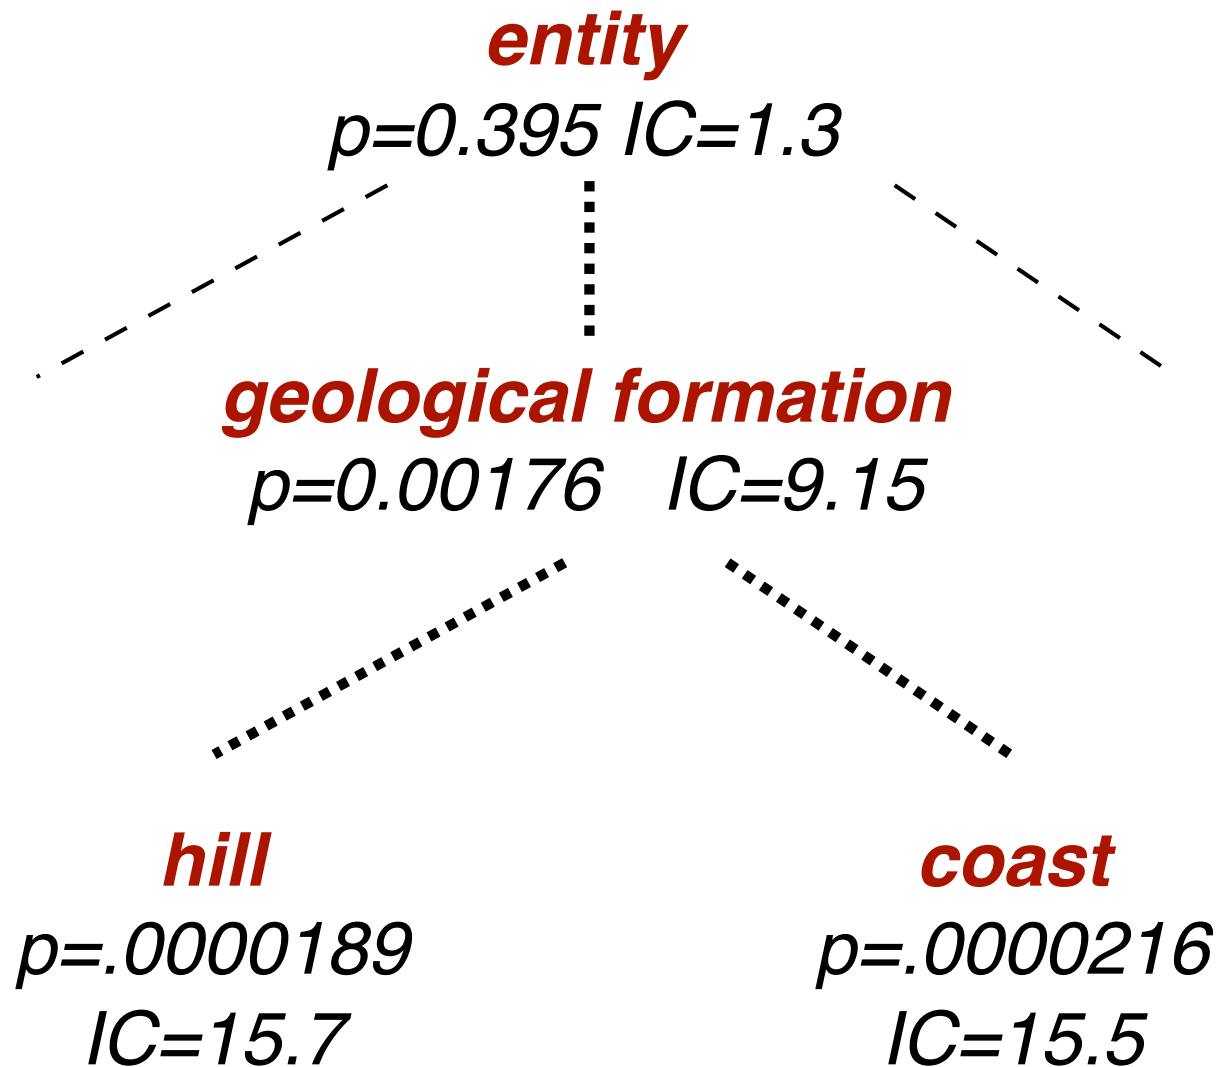 entity
p=0.395 IC=1.3
geological formation
p=0.00176 IC=9.15
hill
coast
p=.0000189
p=.0000216
IC=15.7
IC=15.5